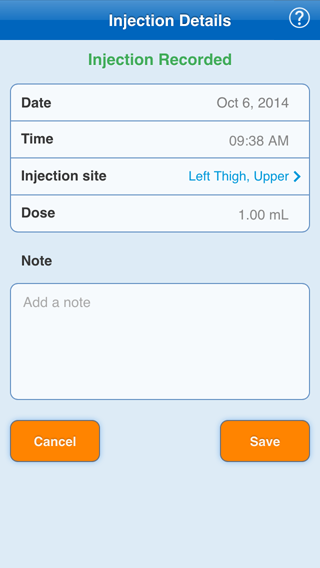 Injection Details
?
Injection Recorded
Date Oct 6, 2014
Time 09:38 AM
Injection site Left Thigh, Upper
Dose 1.00 mL
Note
Add a note
Cancel Save